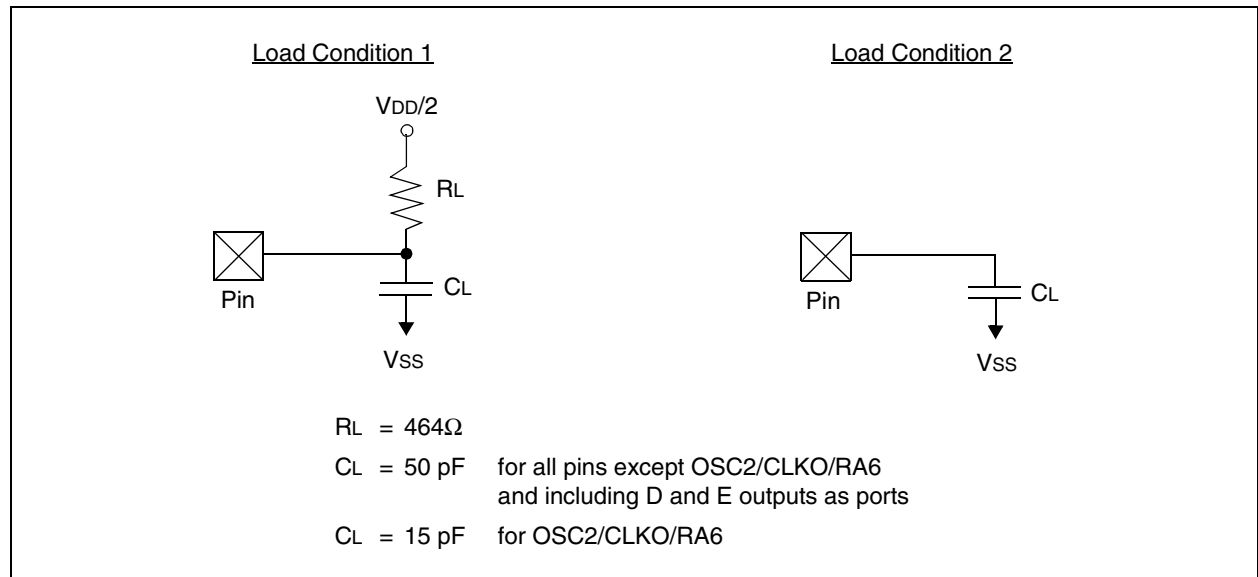 Load Condition 1
VDD/2
RL
CL
Pin
VSS
Load Condition 2
Pin
CL
VSS
RL = 464Ω
CL = 50 pF for all pins except OSC2/CLKO/RA6
and including D and E outputs as ports
CL = 15 pF for OSC2/CLKO/RA6